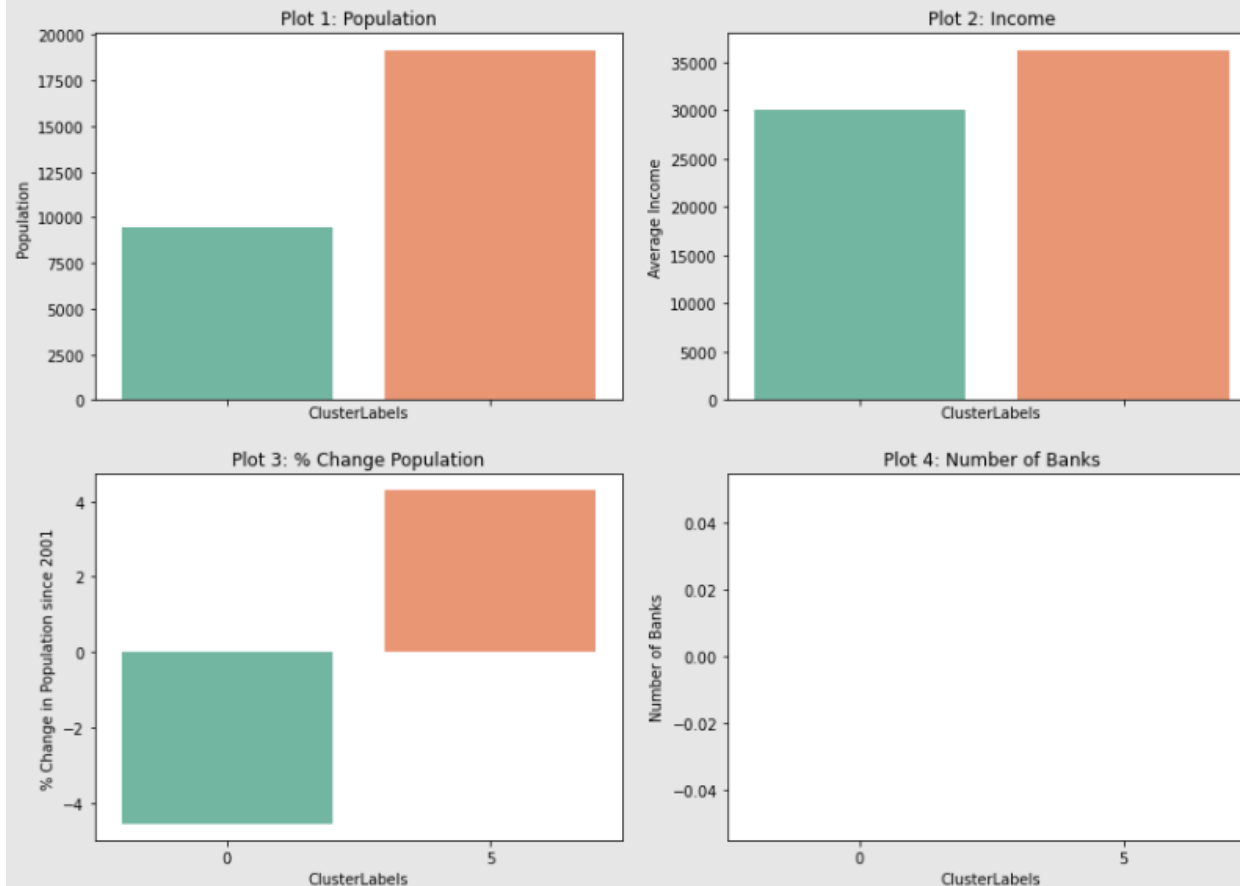 Plot 1: Population
20000
17500
15000
12500
10000
7500
5000
2500
0
Population
ClusterLabels
Plot 2: Income
35000
30000
25000
20000
15000
10000
5000
0
Average Income
ClusterLabels
Plot 3: % Change Population
4
2
0
−2
−4
% Change in Population since 2001
0 5
ClusterLabels
Plot 4: Number of Banks
0.04
0.02
0.00
−0.02
−0.04
Number of Banks
0 5
ClusterLabels